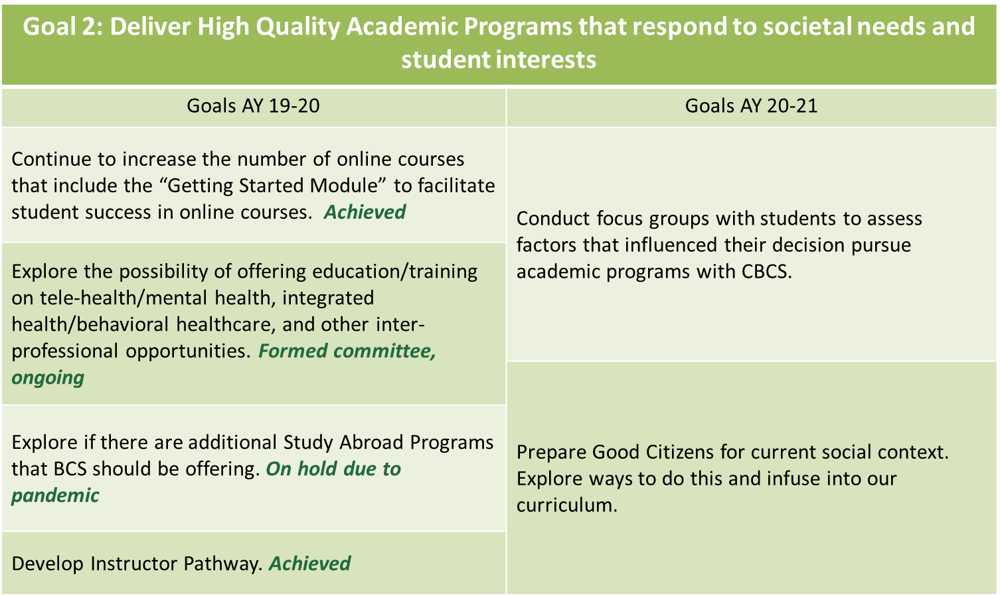 Goal 2: Deliver High Quality Academic Programs that respond to societal needs and
student interests
Goals AY 19-20
Goals AY 20-21
Continue to increase the number of online courses
that include the “Getting Started Module” to facilitate
student success in online courses.  Achieved
Explore the possibility of offering education/training
on tele-health/mental health, integrated
health/behavioral healthcare, and other inter-
professional opportunities. Formed committee,
ongoing
Explore if there are additional Study Abroad Programs
that BCS should be offering. On hold due to
pandemic
Develop Instructor Pathway. Achieved
Conduct focus groups with students to assess
factors that influenced their decision pursue
academic programs with CBCS.
Prepare Good Citizens for current social context.
Explore ways to do this and infuse into our
curriculum.